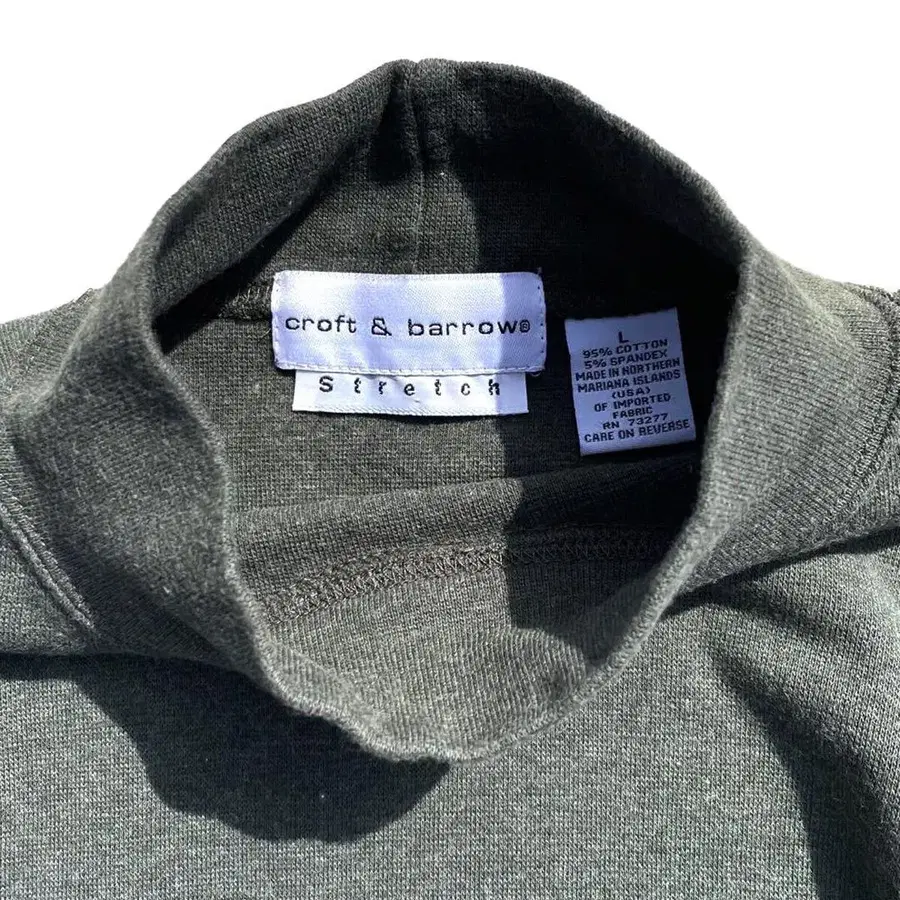 croft & barrow®
Stretch
L
95% COTTON
5% SPANDEX
MADE IN NORTHERN
MARIANA ISLANDS
(USA)
OF IMPORTED
FABRIC
RN 73277
CARE ON REVERSE